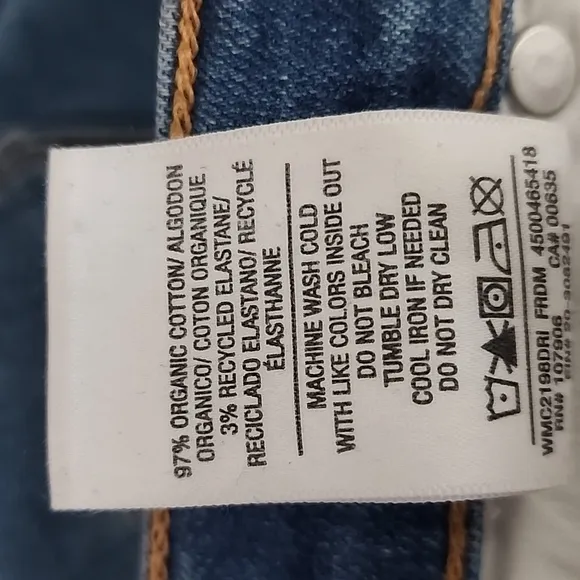 97% ORGANIC COTTON/ ALGODON
ORGANICO/ COTON ORGANIQUE
3% RECYCLED ELASTANE/
RECICLADO ELASTANO/ RECYCLÉ
ÉLASTHANNE
MACHINE WASH COLD
WITH LIKE COLORS INSIDE OUT
DO NOT BLEACH
TUMBLE DRY LOW
COOL IRON IF NEEDED
DO NOT DRY CLEAN
WMC2198DRI FRDM 4500465418
RN# 107906 CA# 00635